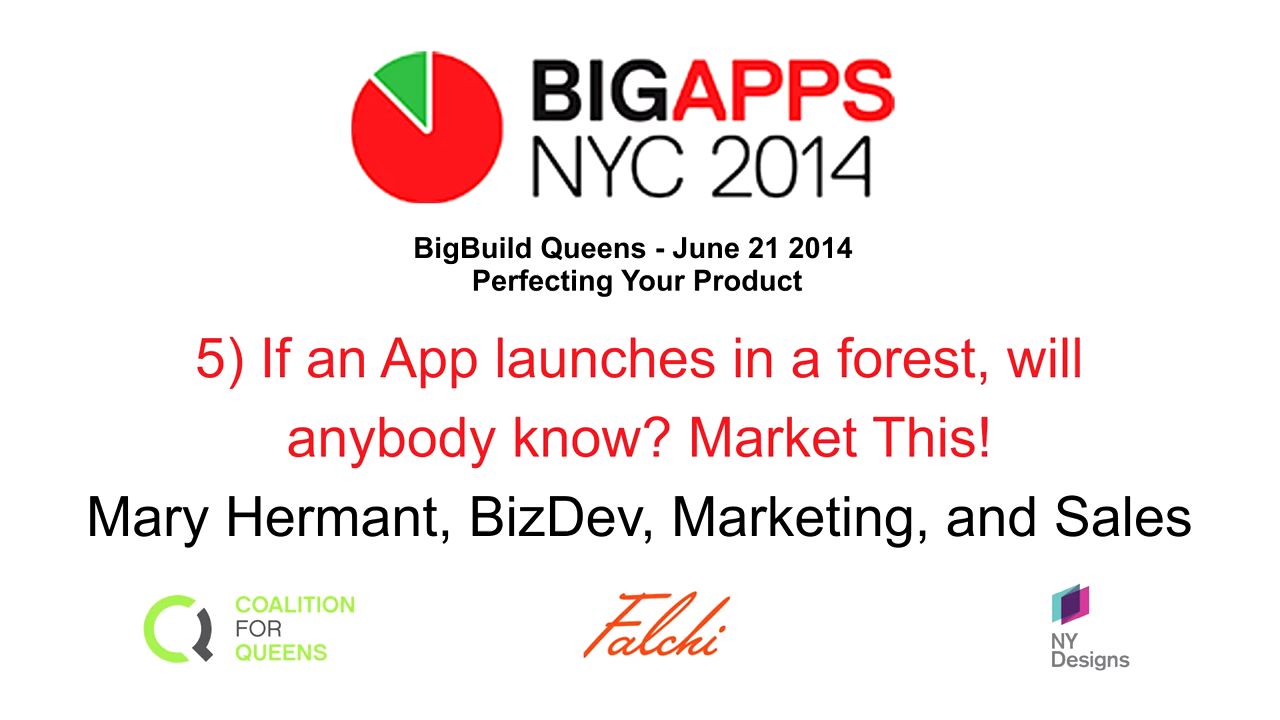 BIGAPPS
NYC 2014
BigBuild Queens - June 21 2014
Perfecting Your Product
5) If an App launches in a forest, will
anybody know? Market This!
Mary Hermant, BizDev, Marketing, and Sales
COALITION
FOR
QUEENS
Falchi
NY
Designs